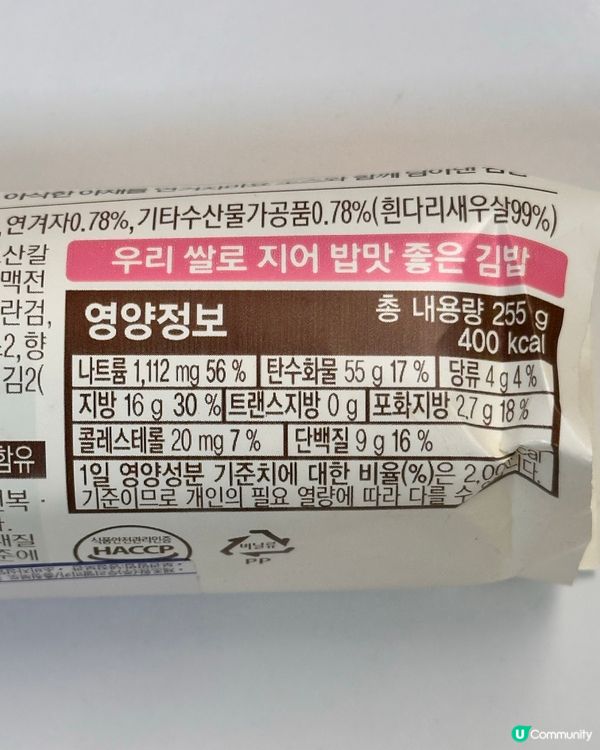 연겨자0.78%, 기타수산물가공품0.78%(흰다리새우살99%)
산칼
맥전
란검,
2, 향
김2(
함유
우리 쌀로 지어 밥맛 좋은 김밥
영양정보
총 내용량 255 g
400 kcal
나트륨 1,112 mg 56 % 탄수화물 55 g 17 % 당류 4 g 4 %
지방 16 g 30 % 트랜스지방 0 g 포화지방 2.7 g 18 %
콜레스테롤 20 mg 7 % 단백질 9 g 16 %
1일 영양성분 기준치에 대한 비율(%)은
기준이므로 개인의 필요 열량에 따라 다를 수
식품안전관리인증
HACCP
비닐류
PP
U Community